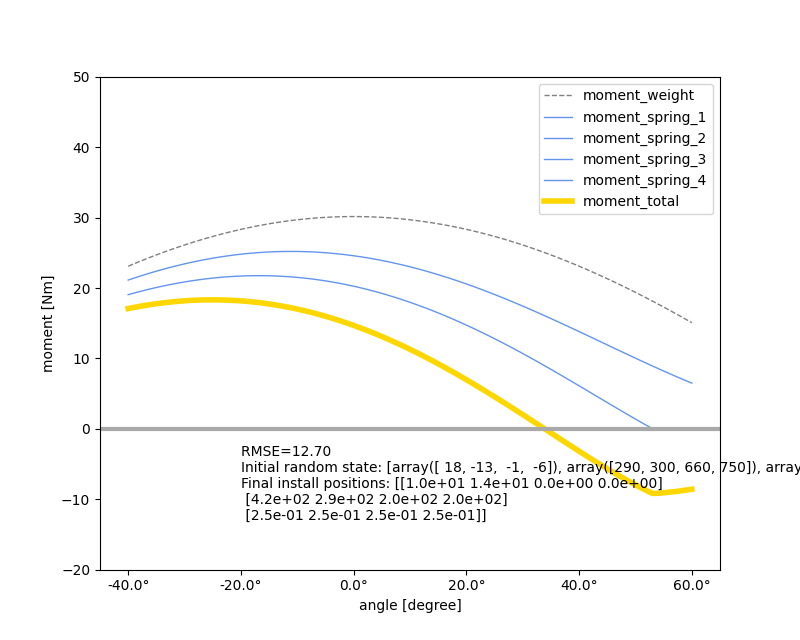 50
40
30
20
10
0
−10
−20
moment [Nm]
moment_weight
moment_spring_1
moment_spring_2
moment_spring_3
moment_spring_4
moment_total
RMSE=12.70
Initial random state: [array([ 18, -13,  -1,  -6]), array([290, 300, 660, 750]), array
Final install positions: [[1.0e+01 1.4e+01 0.0e+00 0.0e+00]
[4.2e+02 2.9e+02 2.0e+02 2.0e+02]
[2.5e-01 2.5e-01 2.5e-01 2.5e-01]]
-40.0° -20.0° 0.0° 20.0° 40.0° 60.0°
angle [degree]